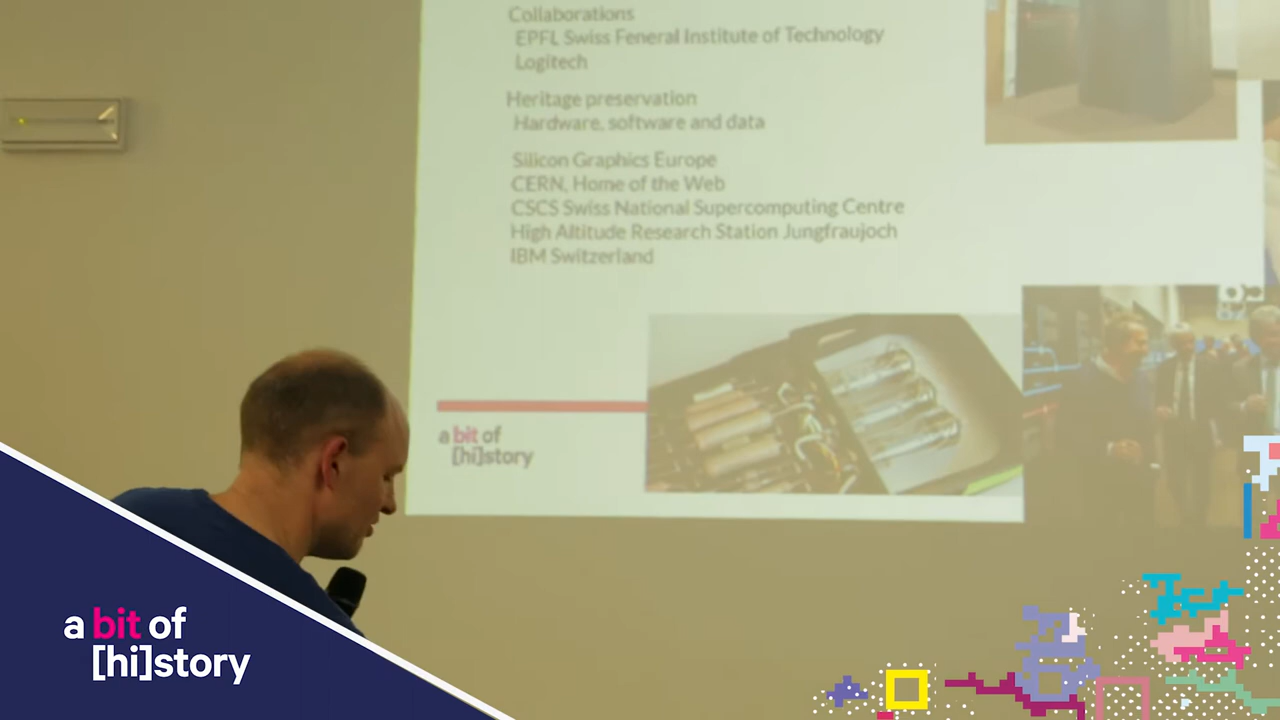 Collaborations
EPFL Swiss Feneral Institute of Technology
Logitech
Heritage preservation
Hardware, software and data
Silicon Graphics Europe
CERN, Home of the Web
CSCS Swiss National Supercomputing Centre
High Altitude Research Station Jungfraujoch
IBM Switzerland
a bit of
[hi]story
a bit of
[hi]story